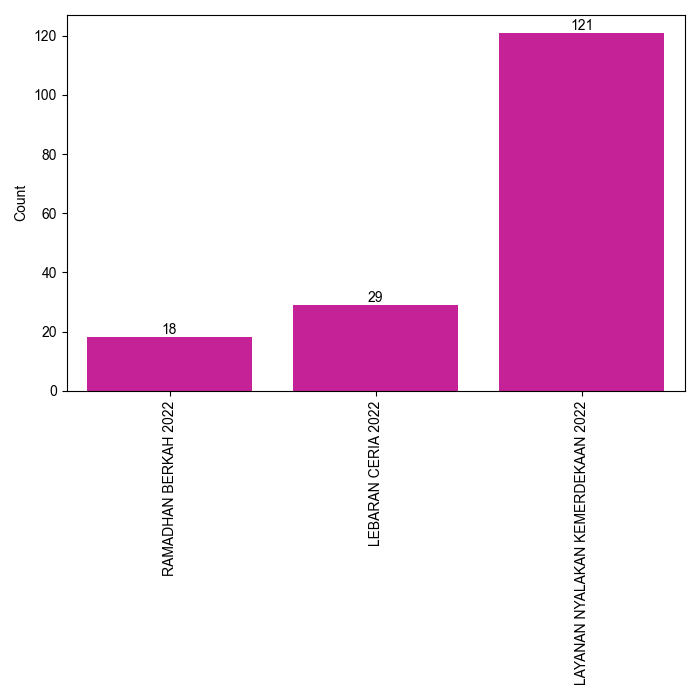 120
100
80
60
40
20
0
Count
18
29
121
RAMADHAN BERKAH 2022
LEBARAN CERIA 2022
LAYANAN NYALAKAN KEMERDEKAAN 2022